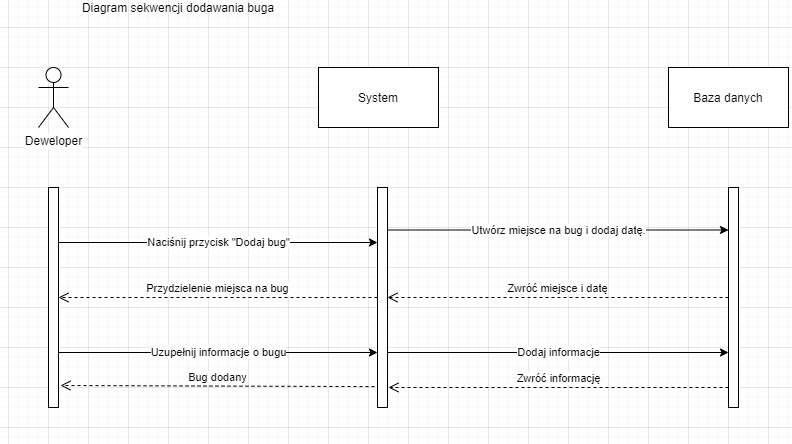 Diagram sekwencji dodawania buga
Deweloper
System
Baza danych
Utwórz miejsce na bug i dodaj datę.
Naciśnij przycisk "Dodaj bug"
Przydzielenie miejsca na bug
Zwróć miejsce i datę
Uzupełnij informacje o bugu
Dodaj informacje
Bug dodany
Zwróć informację